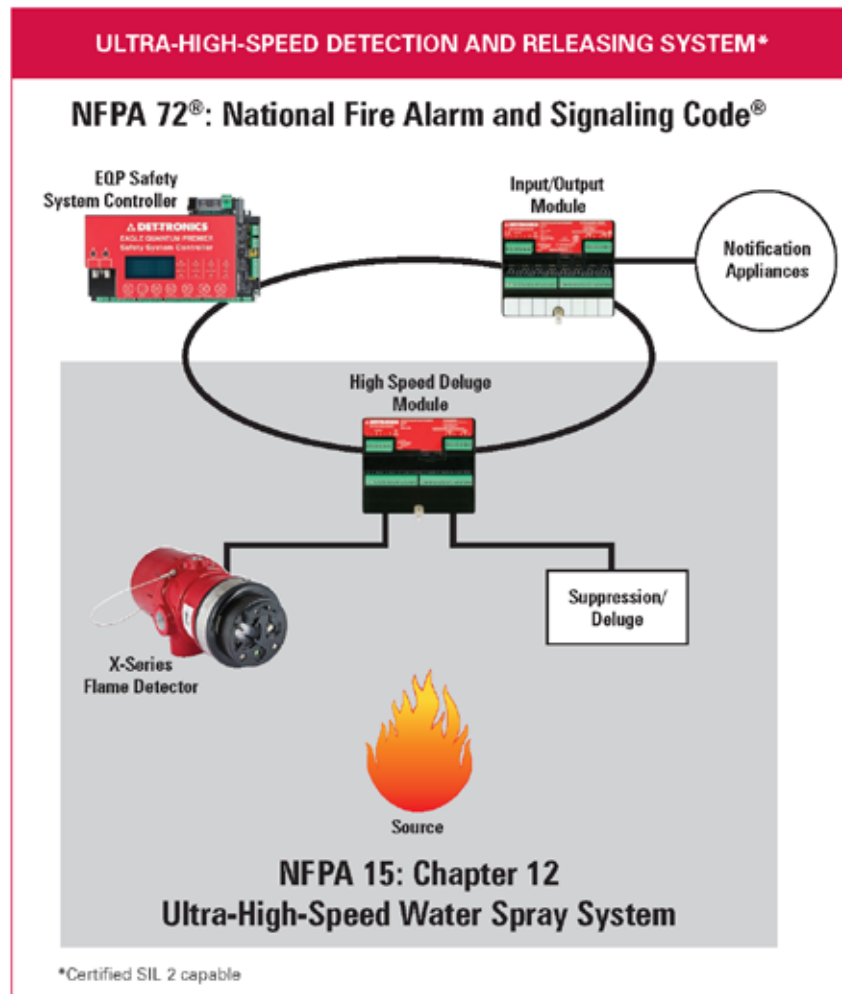 ULTRA-HIGH-SPEED DETECTION AND RELEASING SYSTEM*
NFPA 72®: National Fire Alarm and Signaling Code®
EQP Safety
System Controller
DET-TRONICS
EAGLE QUANTUM PREMIER
Safety System Controller
Input/Output
Module
DET-TRONICS
Notification
Appliances
High Speed Deluge
Module
X-Series
Flame Detector
Suppression/
Deluge
Source
NFPA 15: Chapter 12
Ultra-High-Speed Water Spray System
*Certified SIL 2 capable